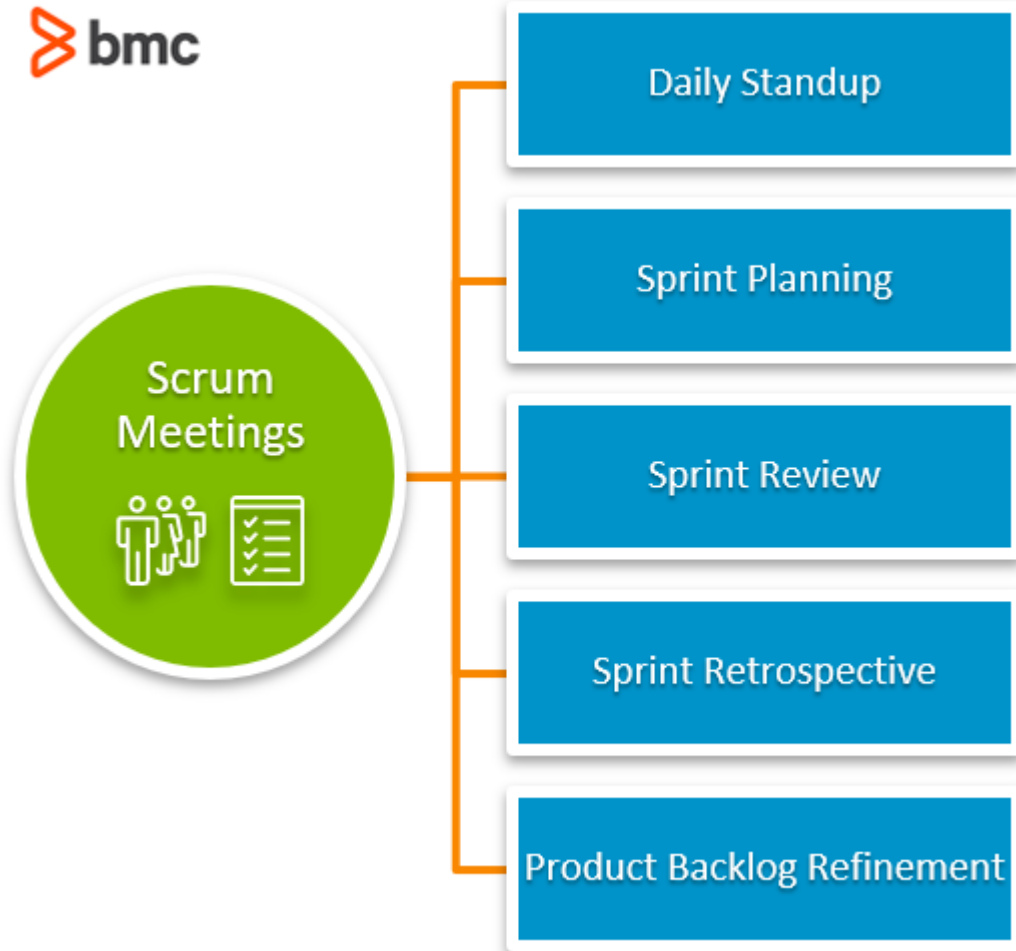 bmc
Daily Standup
Sprint Planning
Scrum
Meetings
Sprint Review
Sprint Retrospective
Product Backlog Refinement